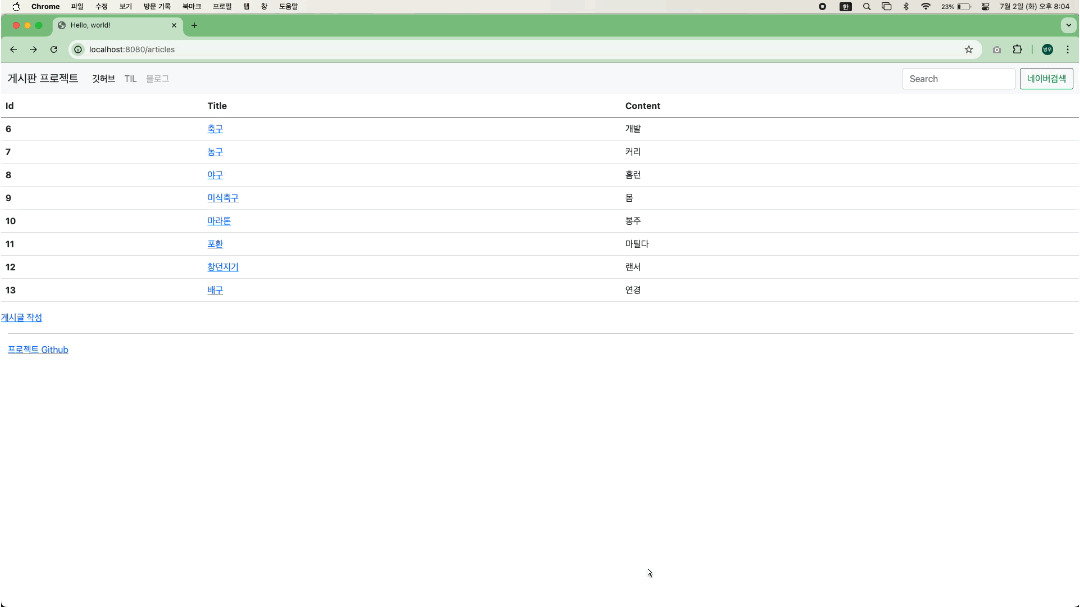 Chrome 파일 수정 보기 방문 기록 북마크 프로필 탭 창 도움말 한 23% 7월 2일 (화) 오후 8:04
Hello, world!
localhost:8080/articles
게시판 프로젝트 깃허브 TIL 블로그 Search 네이버검색
Id Title Content
6 축구 개발
7 농구 커리
8 야구 홈런
9 미식축구 몸
10 마라톤 봉주
11 포환 마틸다
12 창던지기 랜서
13 배구 연경
게시글 작성
프로젝트 Github